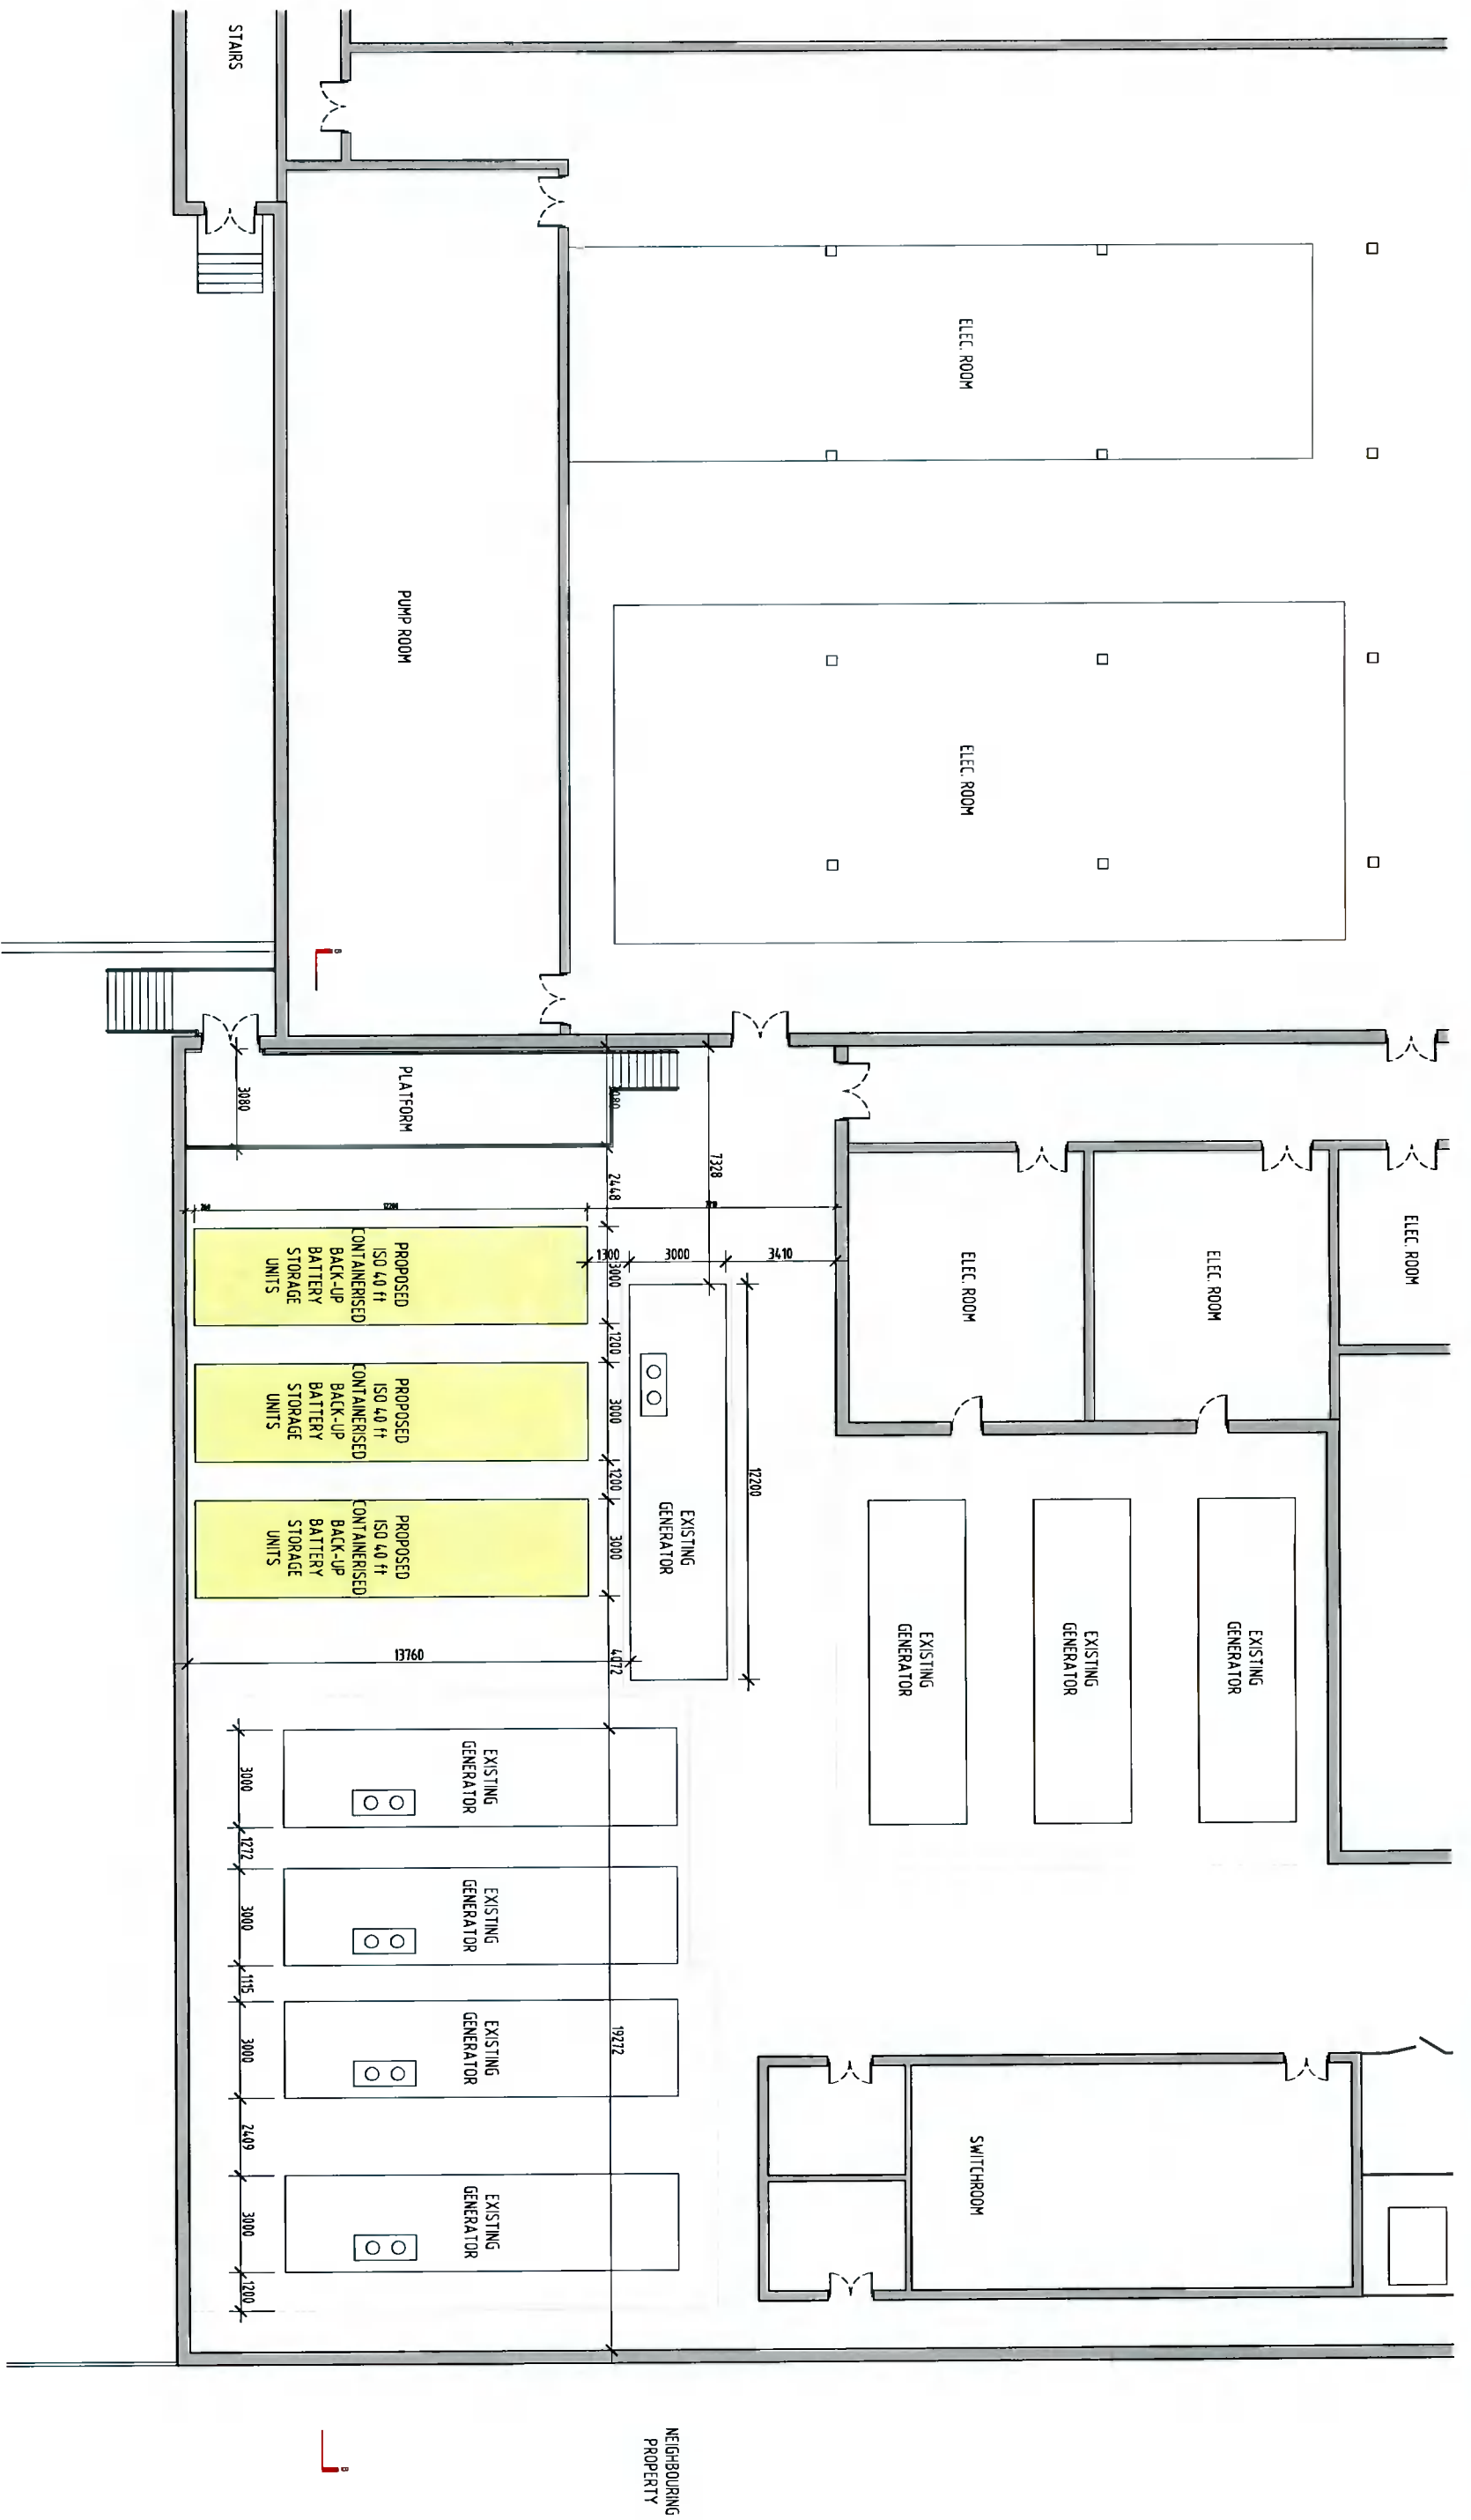 STAIRS
ELEC. ROOM
PUMP ROOM
ELEC. ROOM
B
PLATFORM
3080
3080
7328
2448
12200
1300
3000
3410
3000
ELEC. ROOM
ELEC. ROOM
ELEC. ROOM
PROPOSED
ISO 40 ft
CONTAINERISED
BACK-UP
BATTERY
STORAGE
UNITS
1200
PROPOSED
ISO 40 ft
CONTAINERISED
BACK-UP
BATTERY
STORAGE
UNITS
3000
1200
PROPOSED
ISO 40 ft
CONTAINERISED
BACK-UP
BATTERY
STORAGE
UNITS
3000
12200
EXISTING
GENERATOR
EXISTING
GENERATOR
EXISTING
GENERATOR
EXISTING
GENERATOR
13760
4072
EXISTING
GENERATOR
3000
1272
EXISTING
GENERATOR
3000
1115
EXISTING
GENERATOR
3000
19272
2409
EXISTING
GENERATOR
3000
1200
SWITCHROOM
NEIGHBOURING
PROPERTY
B